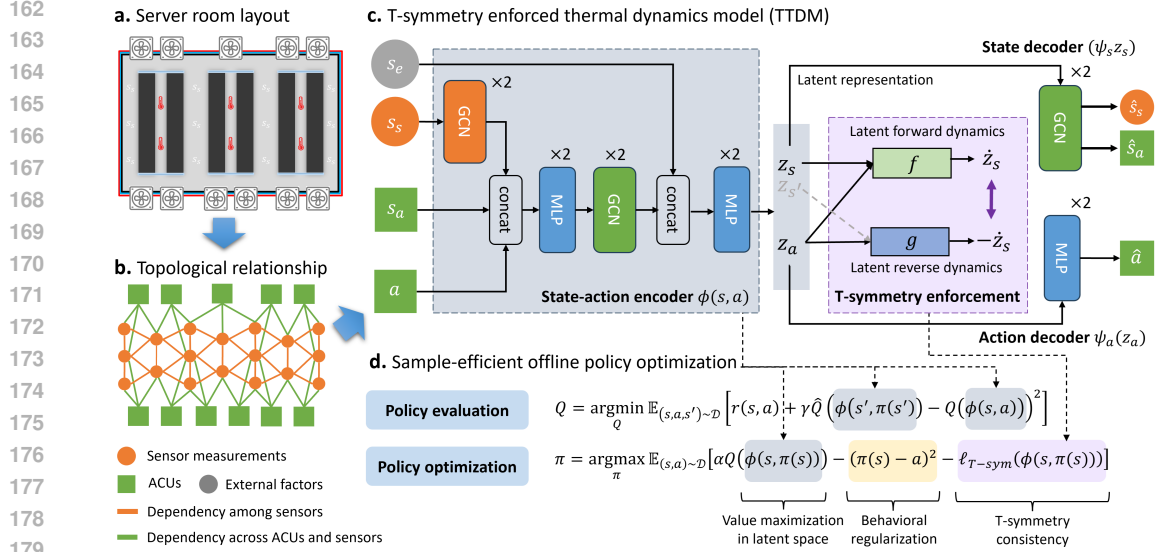 162
163
164
165
166
167
168
169
170
171
172
173
174
175
176
177
178
179
a. Server room layout
b. Topological relationship
Sensor measurements
ACUs
External factors
Dependency among sensors
Dependency across ACUs and sensors
c. T-symmetry enforced thermal dynamics model (TTDM)
s_e
s_s
GCN
×2
s_a
a
concat
×2
MLP
×2
GCN
concat
×2
MLP
State-action encoder ϕ(s, a)
z_s
z_{s'}
z_a
Latent representation
Latent forward dynamics
f
ż_s
g
−ż_s
Latent reverse dynamics
T-symmetry enforcement
State decoder (ψ_s z_s)
×2
GCN
ŝ_s
ŝ_a
×2
MLP
â
Action decoder ψ_a(z_a)
d. Sample-efficient offline policy optimization
Policy evaluation
Q = argmin_Q 𝔼_{(s,a,s')~𝒟} [r(s, a) + γQ̂ (ϕ(s', π(s')) − Q(ϕ(s, a)))^2]
Policy optimization
π = argmax_π 𝔼_{(s,a)~𝒟}[αQ(ϕ(s, π(s)) − (π(s) − a)^2 − ℓ_{T−sym}(ϕ(s, π(s)))]
Value maximization
in latent space
Behavioral
regularization
T-symmetry
consistency